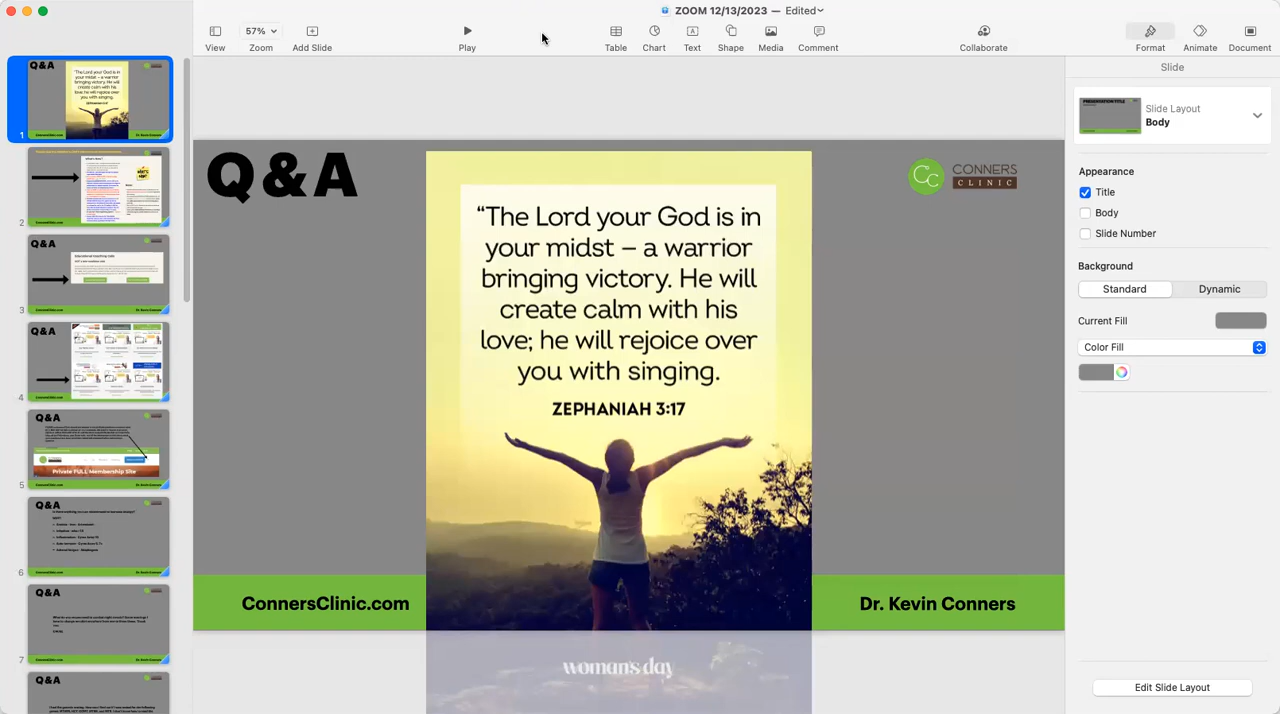 ZOOM 12/13/2023 — Edited
57%
View
Zoom
Add Slide
Play
Table
Chart
Text
Shape
Media
Comment
Collaborate
Format
Animate
Document
Q&A
1
2
Q&A
3
Q&A
4
Q&A
Private FULL Membership Site
5
Q&A
6
Q&A
7
Q&A
Q&A
CC
CONNERS
CLINIC
“The Lord your God is in
your midst – a warrior
bringing victory. He will
create calm with his
love; he will rejoice over
you with singing.
ZEPHANIAH 3:17
ConnersClinic.com
Dr. Kevin Conners
woman's day
Slide
Slide Layout
Body
Appearance
Title
Body
Slide Number
Background
Standard
Dynamic
Current Fill
Color Fill
Edit Slide Layout